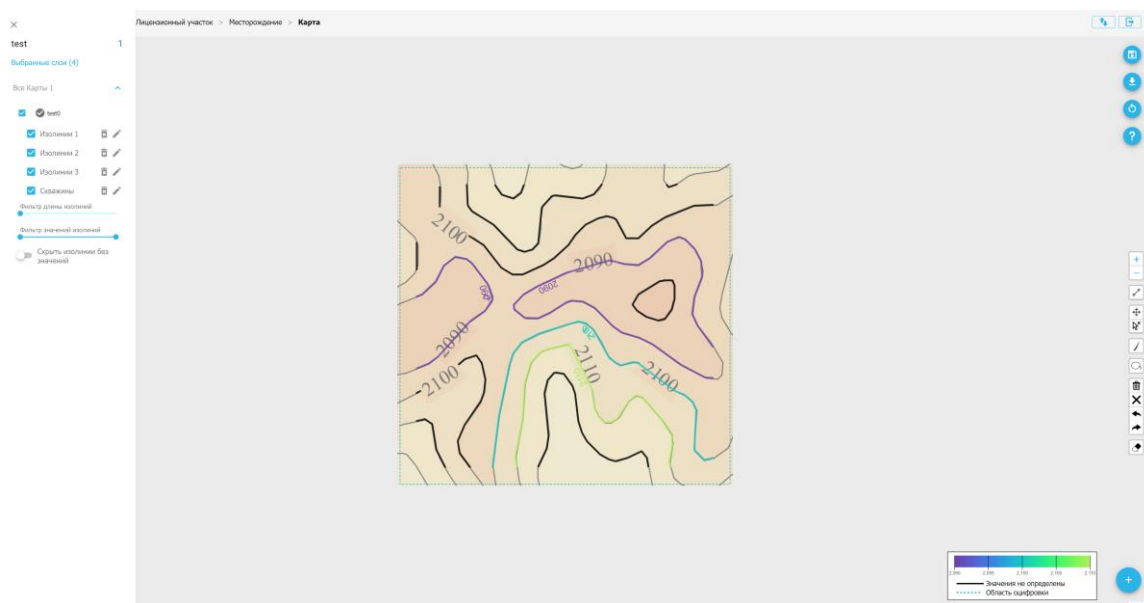 Лицензионный участок > Месторождение > Карта
test 1
Выбранные слои (4)
Все Карты 1
test0
Изолинии 1
Изолинии 2
Изолинии 3
Скважины
Фильтр длины изолиний
Фильтр значений изолиний
Скрыть изолинии без
значений
2100
2090
2090
2090
2110
2100
2100
Значения не определены
Область оцифровки